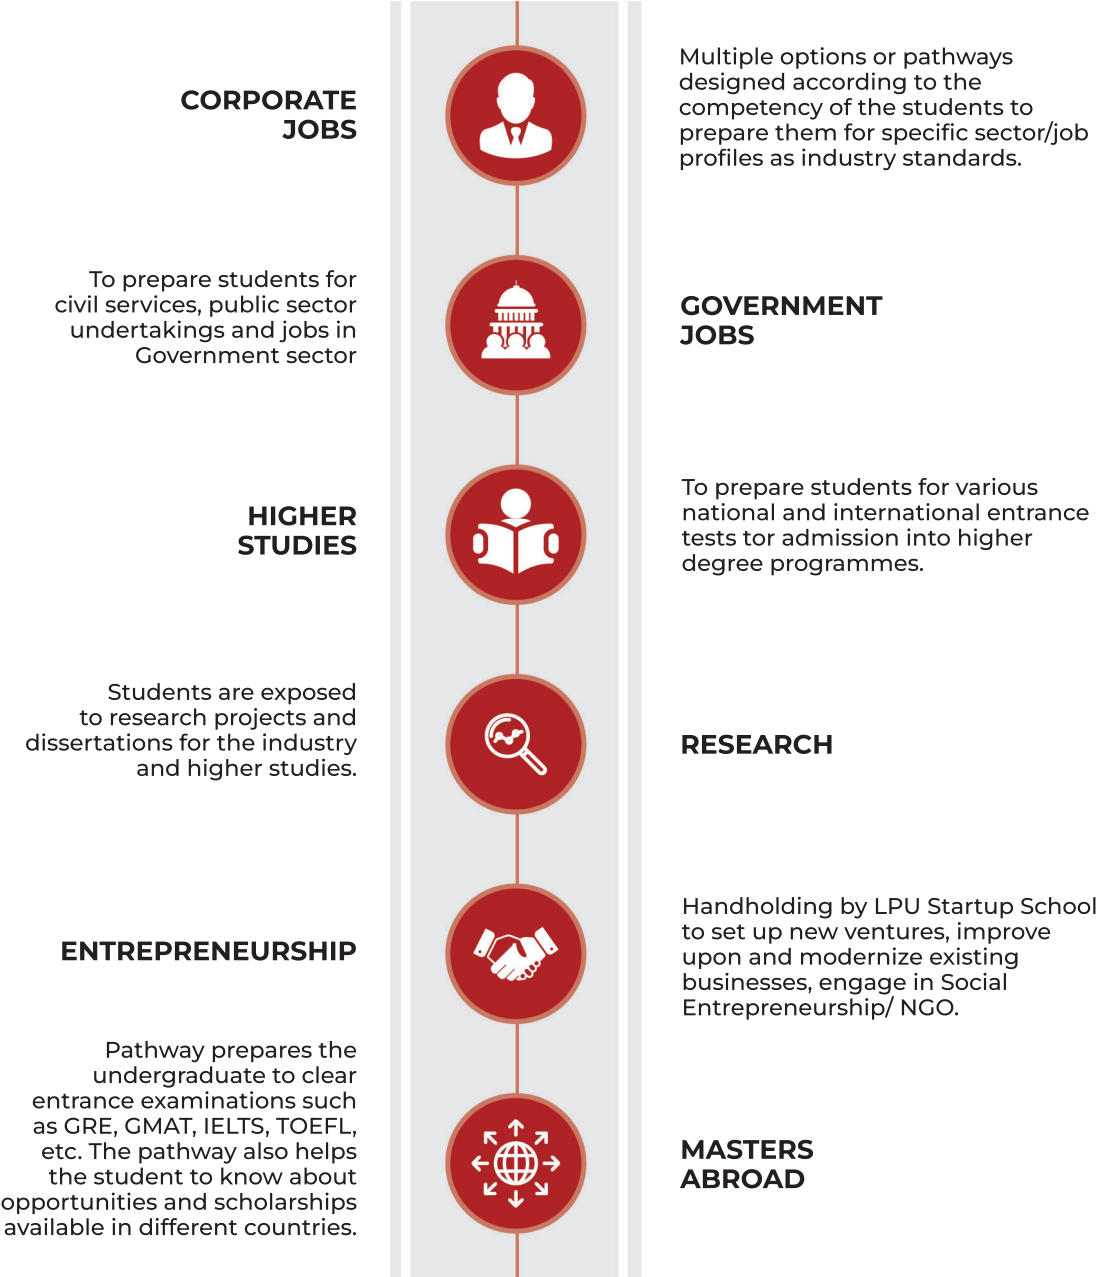 CORPORATE
JOBS
Multiple options or pathways
designed according to the
competency of the students to
prepare them for specific sector/job
profiles as industry standards.
To prepare students for
civil services, public sector
undertakings and jobs in
Government sector
GOVERNMENT
JOBS
HIGHER
STUDIES
To prepare students for various
national and international entrance
tests tor admission into higher
degree programmes.
Students are exposed
to research projects and
dissertations for the industry
and higher studies.
RESEARCH
ENTREPRENEURSHIP
Handholding by LPU Startup School
to set up new ventures, improve
upon and modernize existing
businesses, engage in Social
Entrepreneurship/ NGO.
Pathway prepares the
undergraduate to clear
entrance examinations such
as GRE, GMAT, IELTS, TOEFL,
etc. The pathway also helps
the student to know about
opportunities and scholarships
available in different countries.
MASTERS
ABROAD